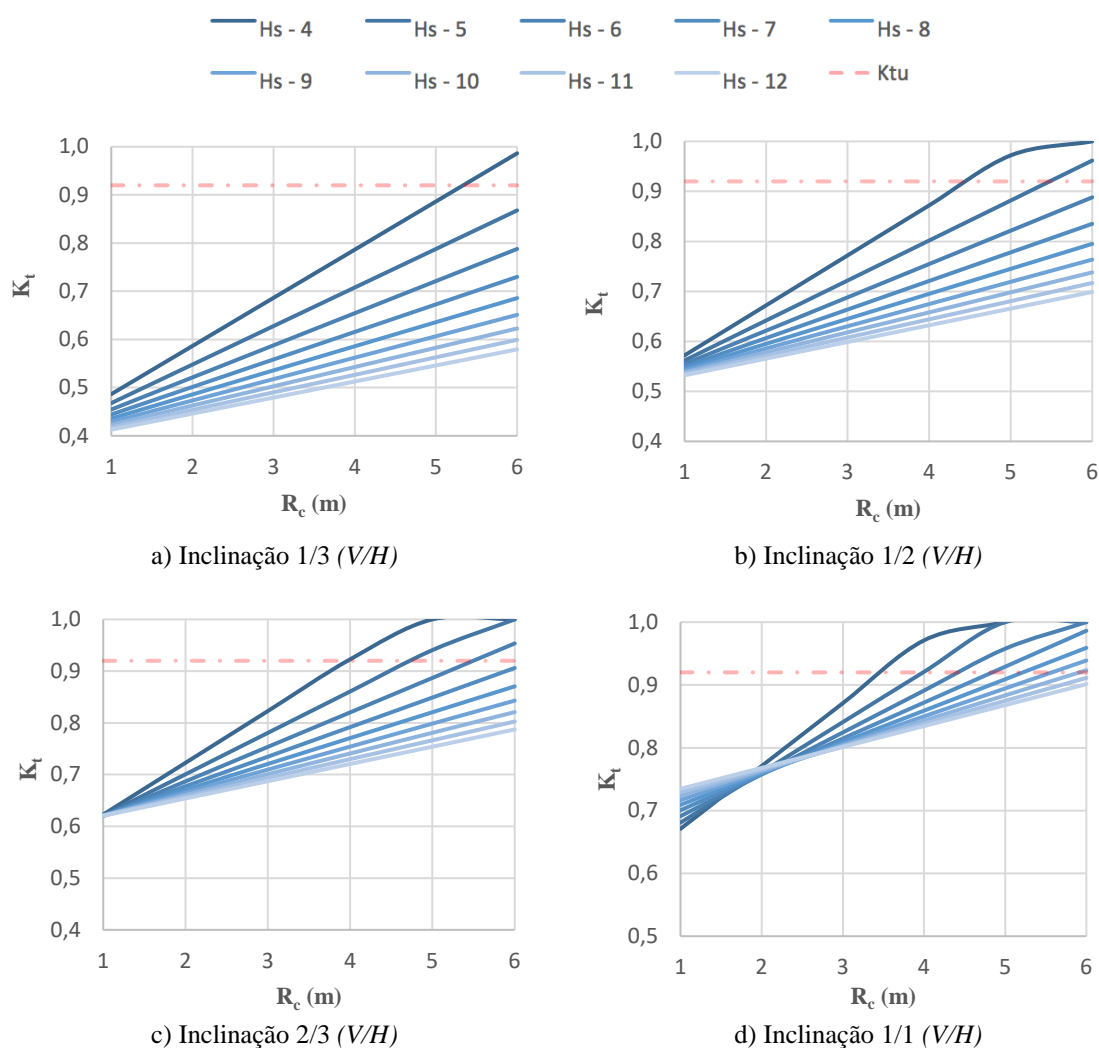 Hs - 4 Hs - 5 Hs - 6 Hs - 7 Hs - 8
Hs - 9 Hs - 10 Hs - 11 Hs - 12 Ktu
1,0
0,9
0,8
0,7
0,6
0,5
0,4
Kt
1 2 3 4 5 6
Rc (m)
a) Inclinação 1/3 (V/H)
1,0
0,9
0,8
0,7
0,6
0,5
0,4
Kt
1 2 3 4 5 6
Rc (m)
b) Inclinação 1/2 (V/H)
1,0
0,9
0,8
0,7
0,6
0,5
0,4
Kt
1 2 3 4 5 6
Rc (m)
c) Inclinação 2/3 (V/H)
1,0
0,9
0,8
0,7
0,6
0,5
Kt
1 2 3 4 5 6
Rc (m)
d) Inclinação 1/1 (V/H)